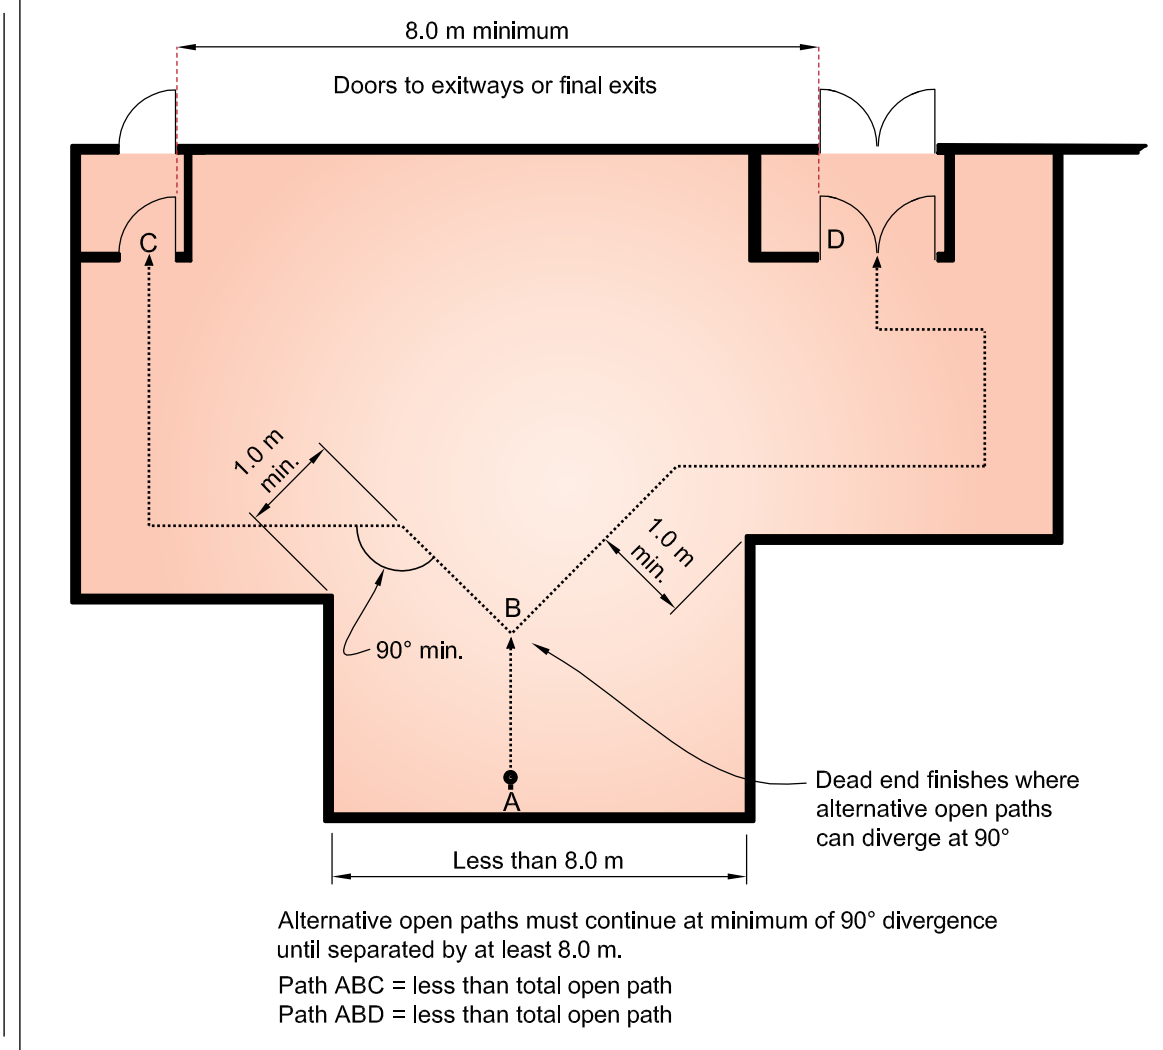 8.0 m minimum
Doors to exitways or final exits
C
D
1.0 m
min.
1.0 m
min.
B
90° min.
A
Dead end finishes where
alternative open paths
can diverge at 90°
Less than 8.0 m
Alternative open paths must continue at minimum of 90° divergence
until separated by at least 8.0 m.
Path ABC = less than total open path
Path ABD = less than total open path